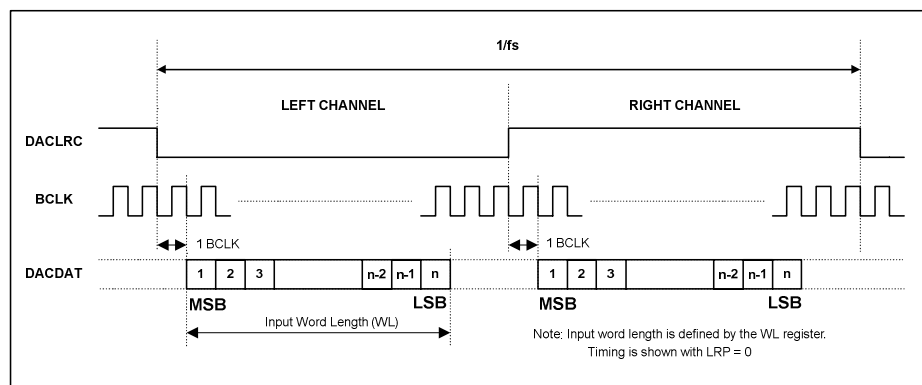 1/fs
LEFT CHANNEL
RIGHT CHANNEL
DACLRC
BCLK
1 BCLK
1 BCLK
DACDAT
1 2 3 n-2 n-1 n
1 2 3 n-2 n-1 n
MSB
LSB
MSB
LSB
Input Word Length (WL)
Note: Input word length is defined by the WL register.
Timing is shown with LRP = 0